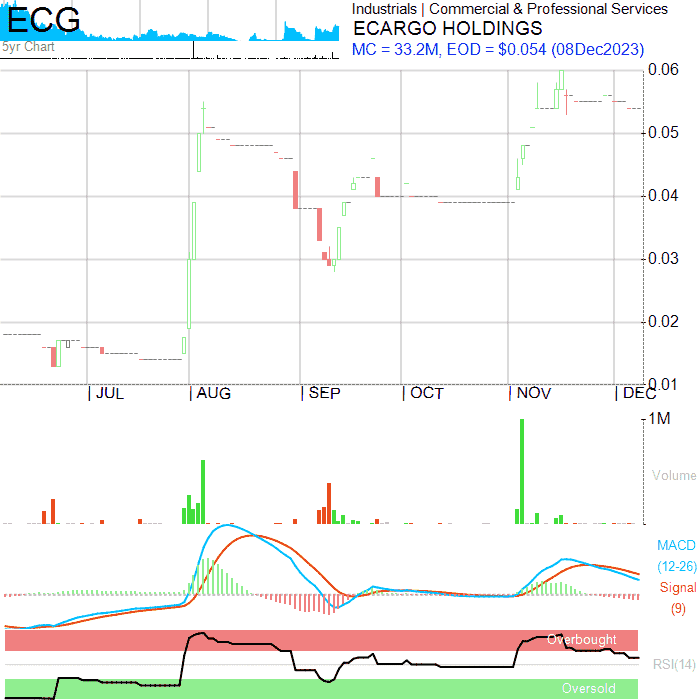 ECG
5yr Chart
Industrials | Commercial & Professional Services
ECARGO HOLDINGS
MC = 33.2M, EOD = $0.054 (08Dec2023)
0.06
0.05
0.04
0.03
0.02
0.01
JUL
AUG
SEP
OCT
NOV
DEC
1M
Volume
MACD
(12-26)
Signal
(9)
Overbought
RSI(14)
Oversold